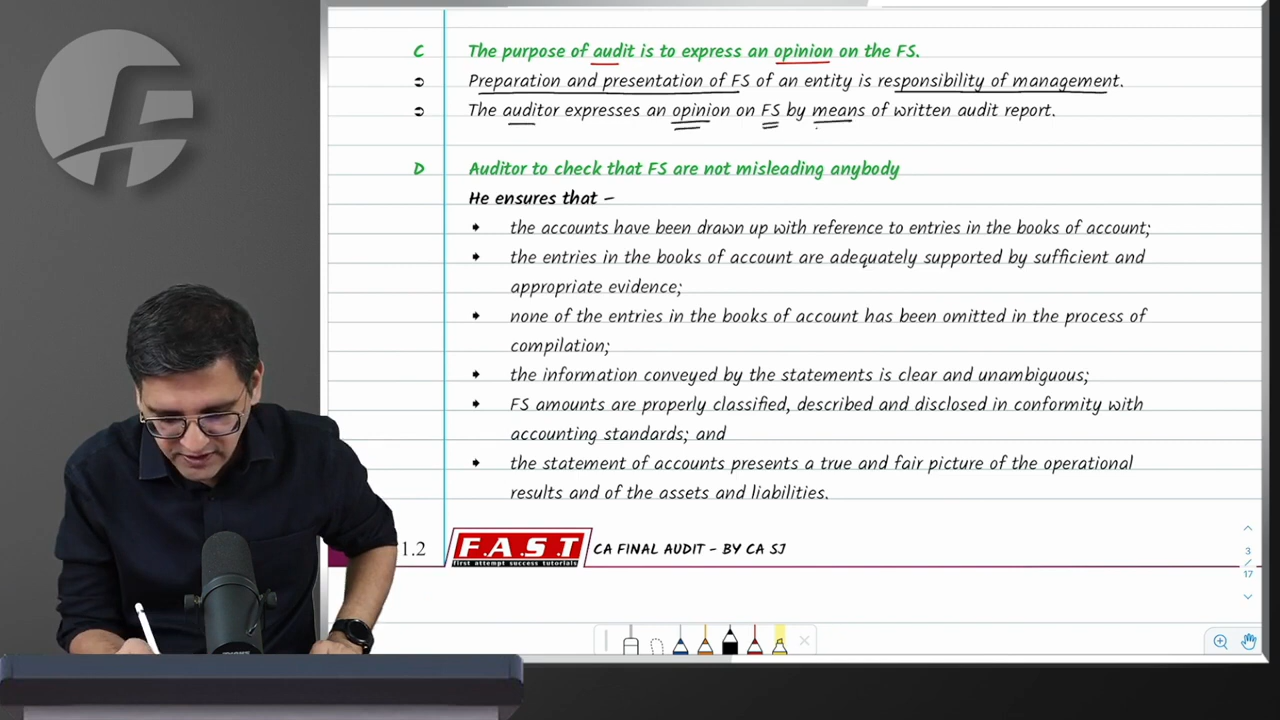 C The purpose of audit is to express an opinion on the FS.
➲ Preparation and presentation of FS of an entity is responsibility of management.
➲ The auditor expresses an opinion on FS by means of written audit report.
D Auditor to check that FS are not misleading anybody
He ensures that –
➧ the accounts have been drawn up with reference to entries in the books of account;
➧ the entries in the books of account are adequately supported by sufficient and
appropriate evidence;
➧ none of the entries in the books of account has been omitted in the process of
compilation;
➧ the information conveyed by the statements is clear and unambiguous;
➧ FS amounts are properly classified, described and disclosed in conformity with
accounting standards; and
➧ the statement of accounts presents a true and fair picture of the operational
results and of the assets and liabilities.
1.2 F.A.S.T CA FINAL AUDIT - BY CA SJ
first attempt success tutorials
3
/
17